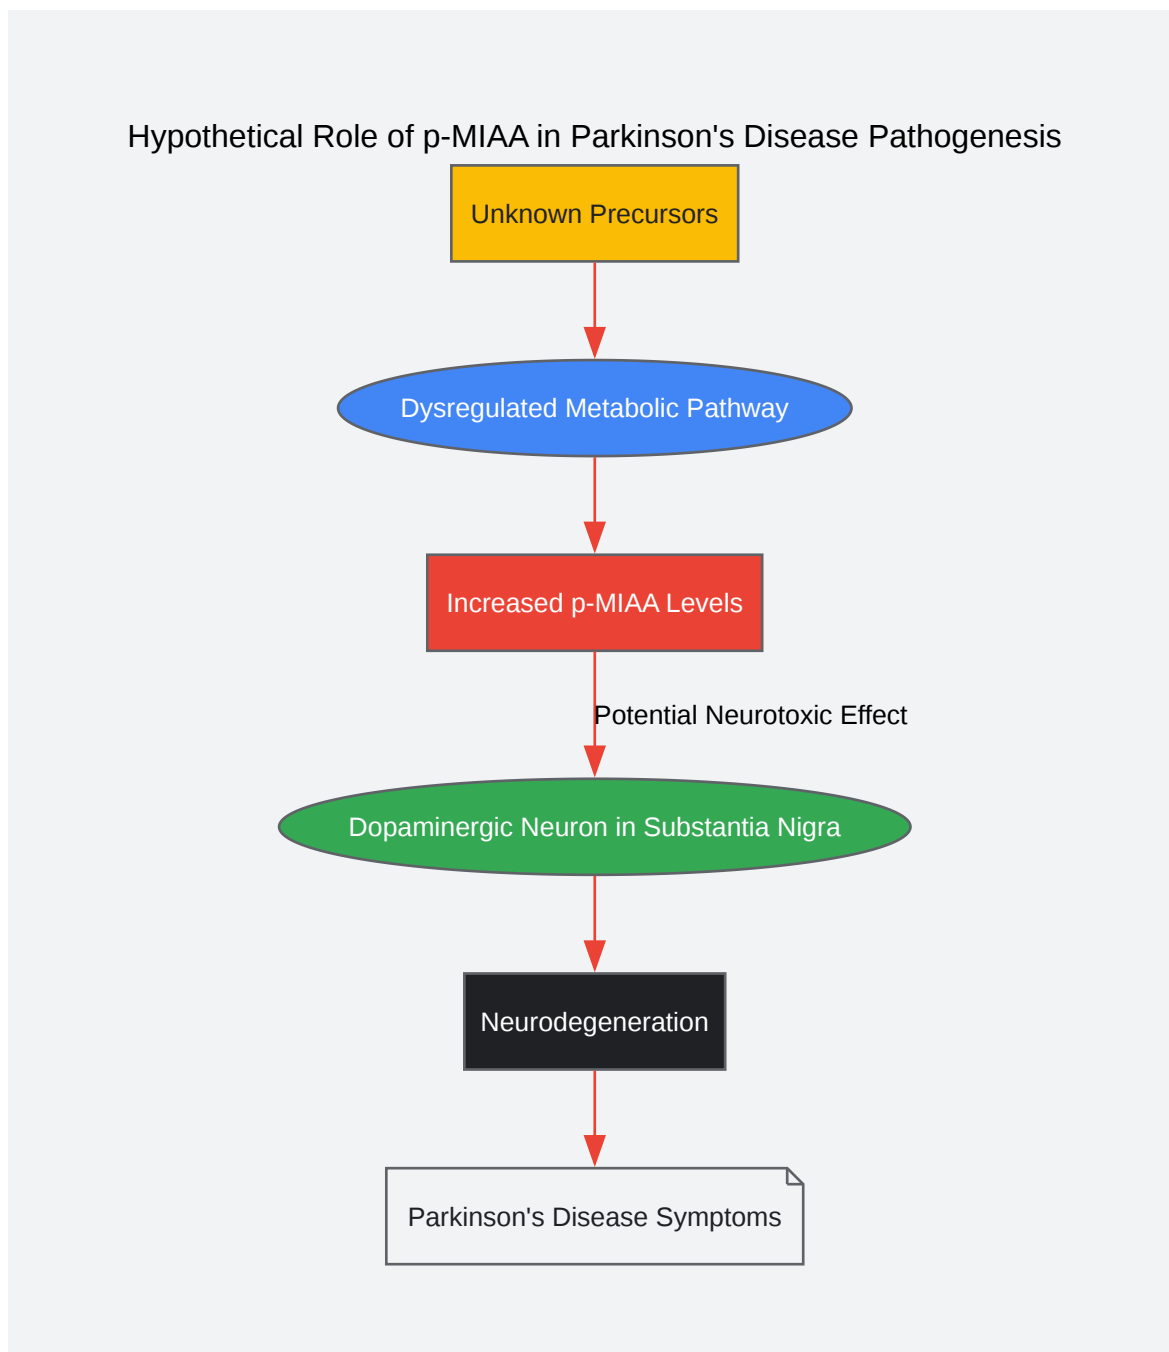 Hypothetical Role of p-MIAA in Parkinson's Disease Pathogenesis
Unknown Precursors
Dysregulated Metabolic Pathway
Increased p-MIAA Levels
Potential Neurotoxic Effect
Dopaminergic Neuron in Substantia Nigra
Neurodegeneration
Parkinson's Disease Symptoms